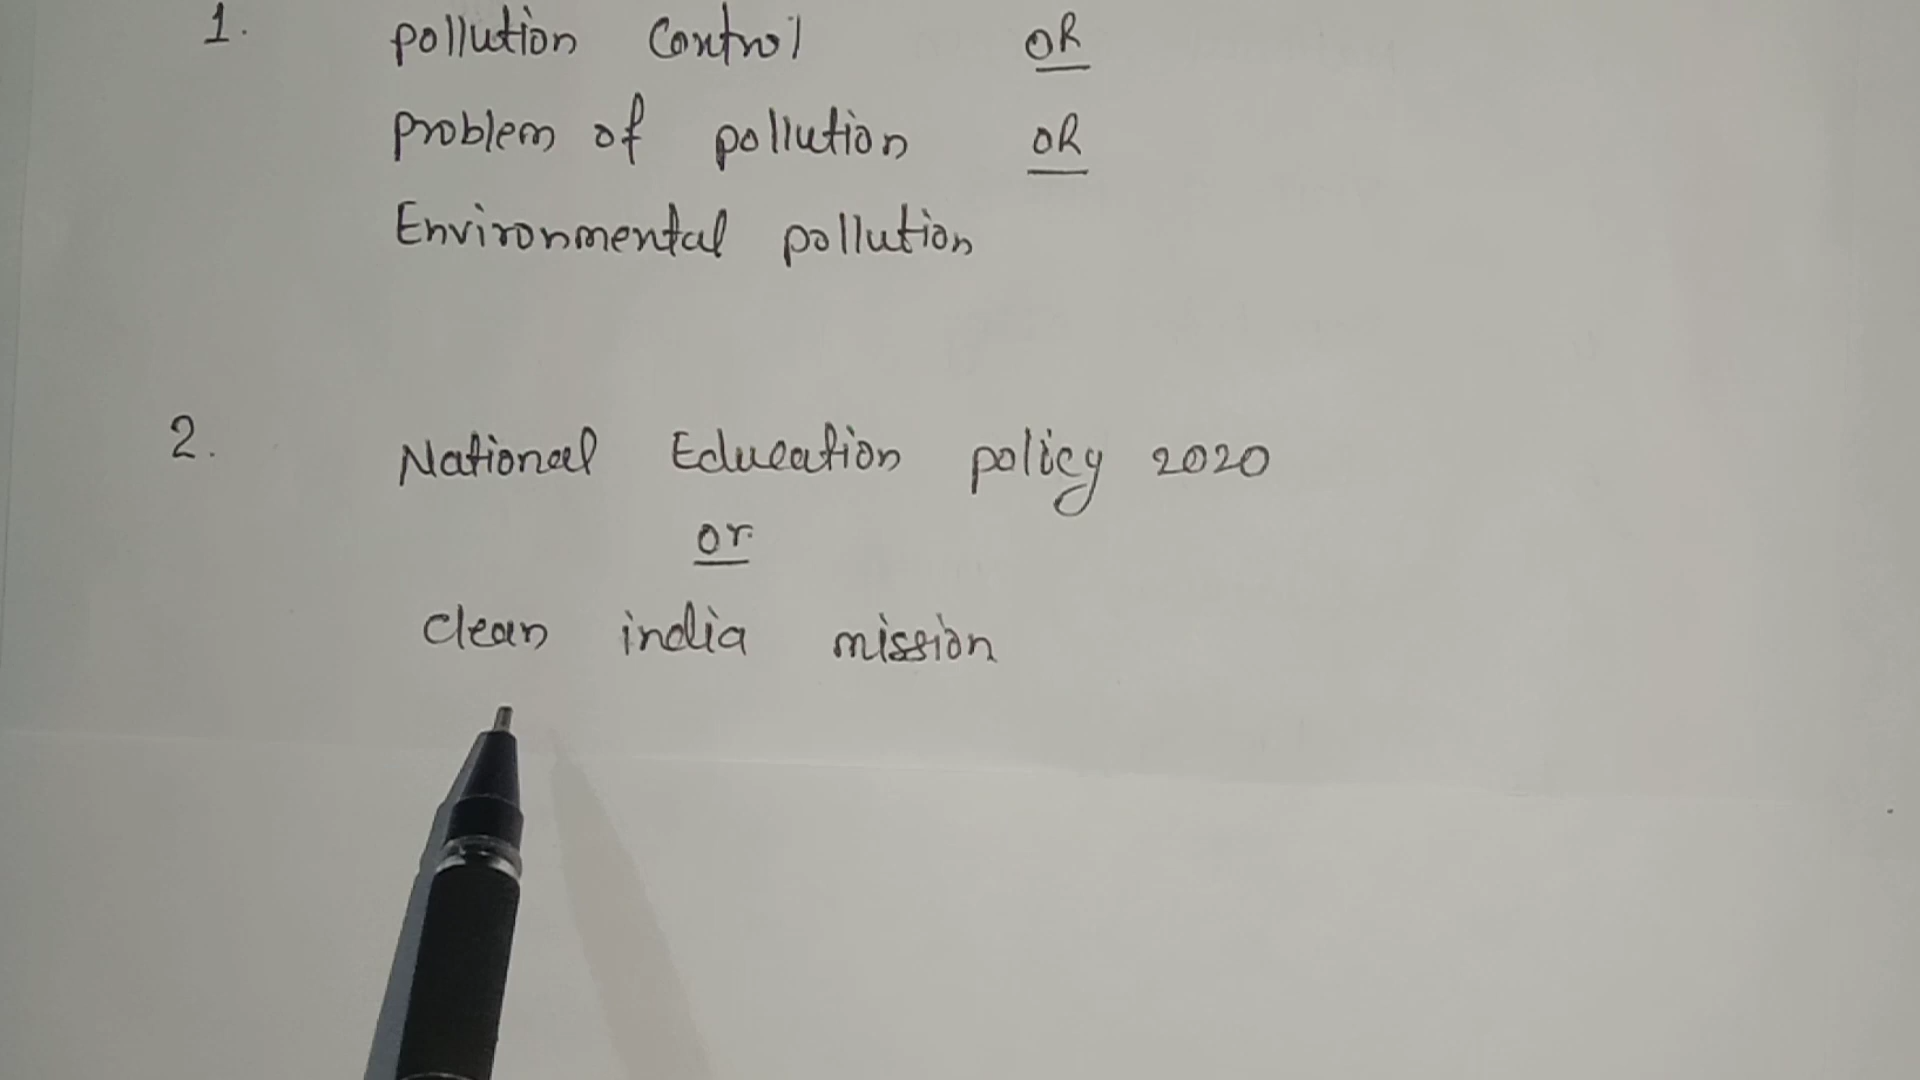 1. pollution Control OR
problem of pollution OR
Environmental pollution
2. National Education policy 2020
or
clean india mission